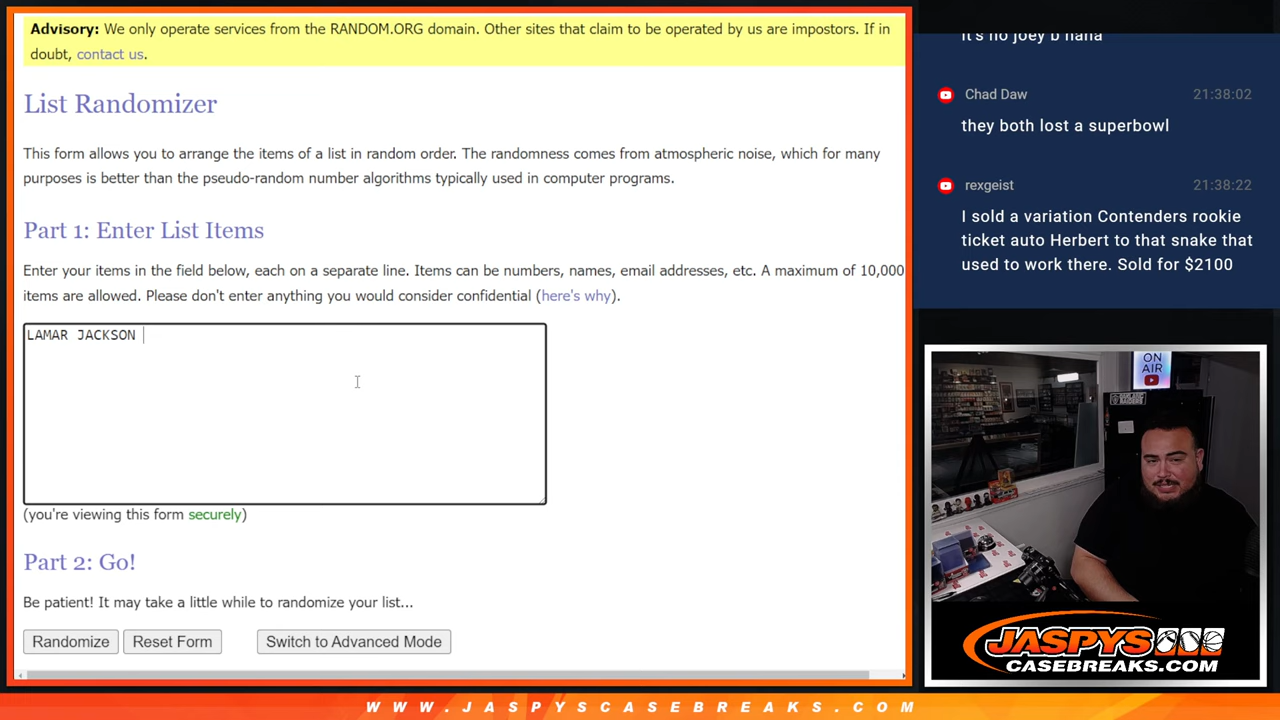 Advisory: We only operate services from the RANDOM.ORG domain. Other sites that claim to be operated by us are impostors. If in
doubt, contact us.
List Randomizer
This form allows you to arrange the items of a list in random order. The randomness comes from atmospheric noise, which for many
purposes is better than the pseudo-random number algorithms typically used in computer programs.
Part 1: Enter List Items
Enter your items in the field below, each on a separate line. Items can be numbers, names, email addresses, etc. A maximum of 10,000
items are allowed. Please don't enter anything you would consider confidential (here's why).
LAMAR JACKSON
(you're viewing this form securely)
Part 2: Go!
Be patient! It may take a little while to randomize your list...
Randomize
Reset Form
Switch to Advanced Mode
it's no joey b haha
Chad Daw
21:38:02
they both lost a superbowl
rexgeist
21:38:22
I sold a variation Contenders rookie
ticket auto Herbert to that snake that
used to work there. Sold for $2100
ON
AIR
JASPYS
CASEBREAKS.COM
WWW.JASPYSCASEBREAKS.COM